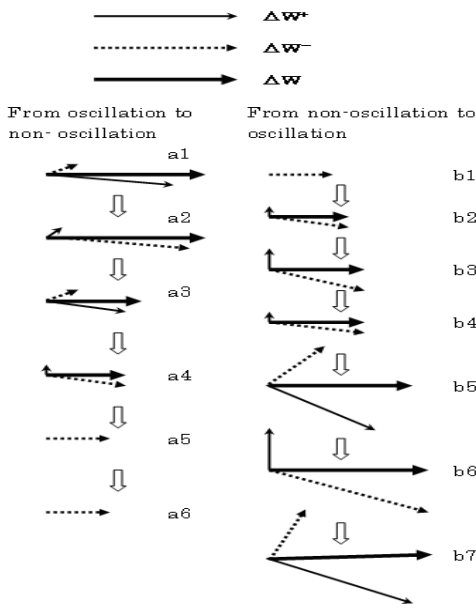 ΔW⁺
ΔW⁻
ΔW
From oscillation to
non- oscillation
a1
a2
a3
a4
a5
a6
From non-oscillation to
oscillation
b1
b2
b3
b4
b5
b6
b7